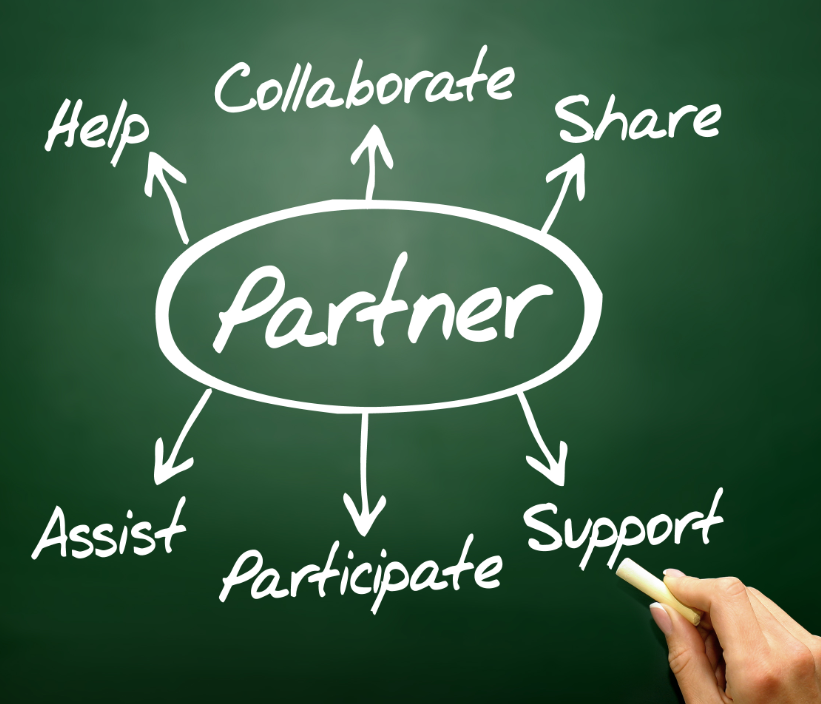 Collaborate
Help
Share
Partner
Assist
Support
Participate